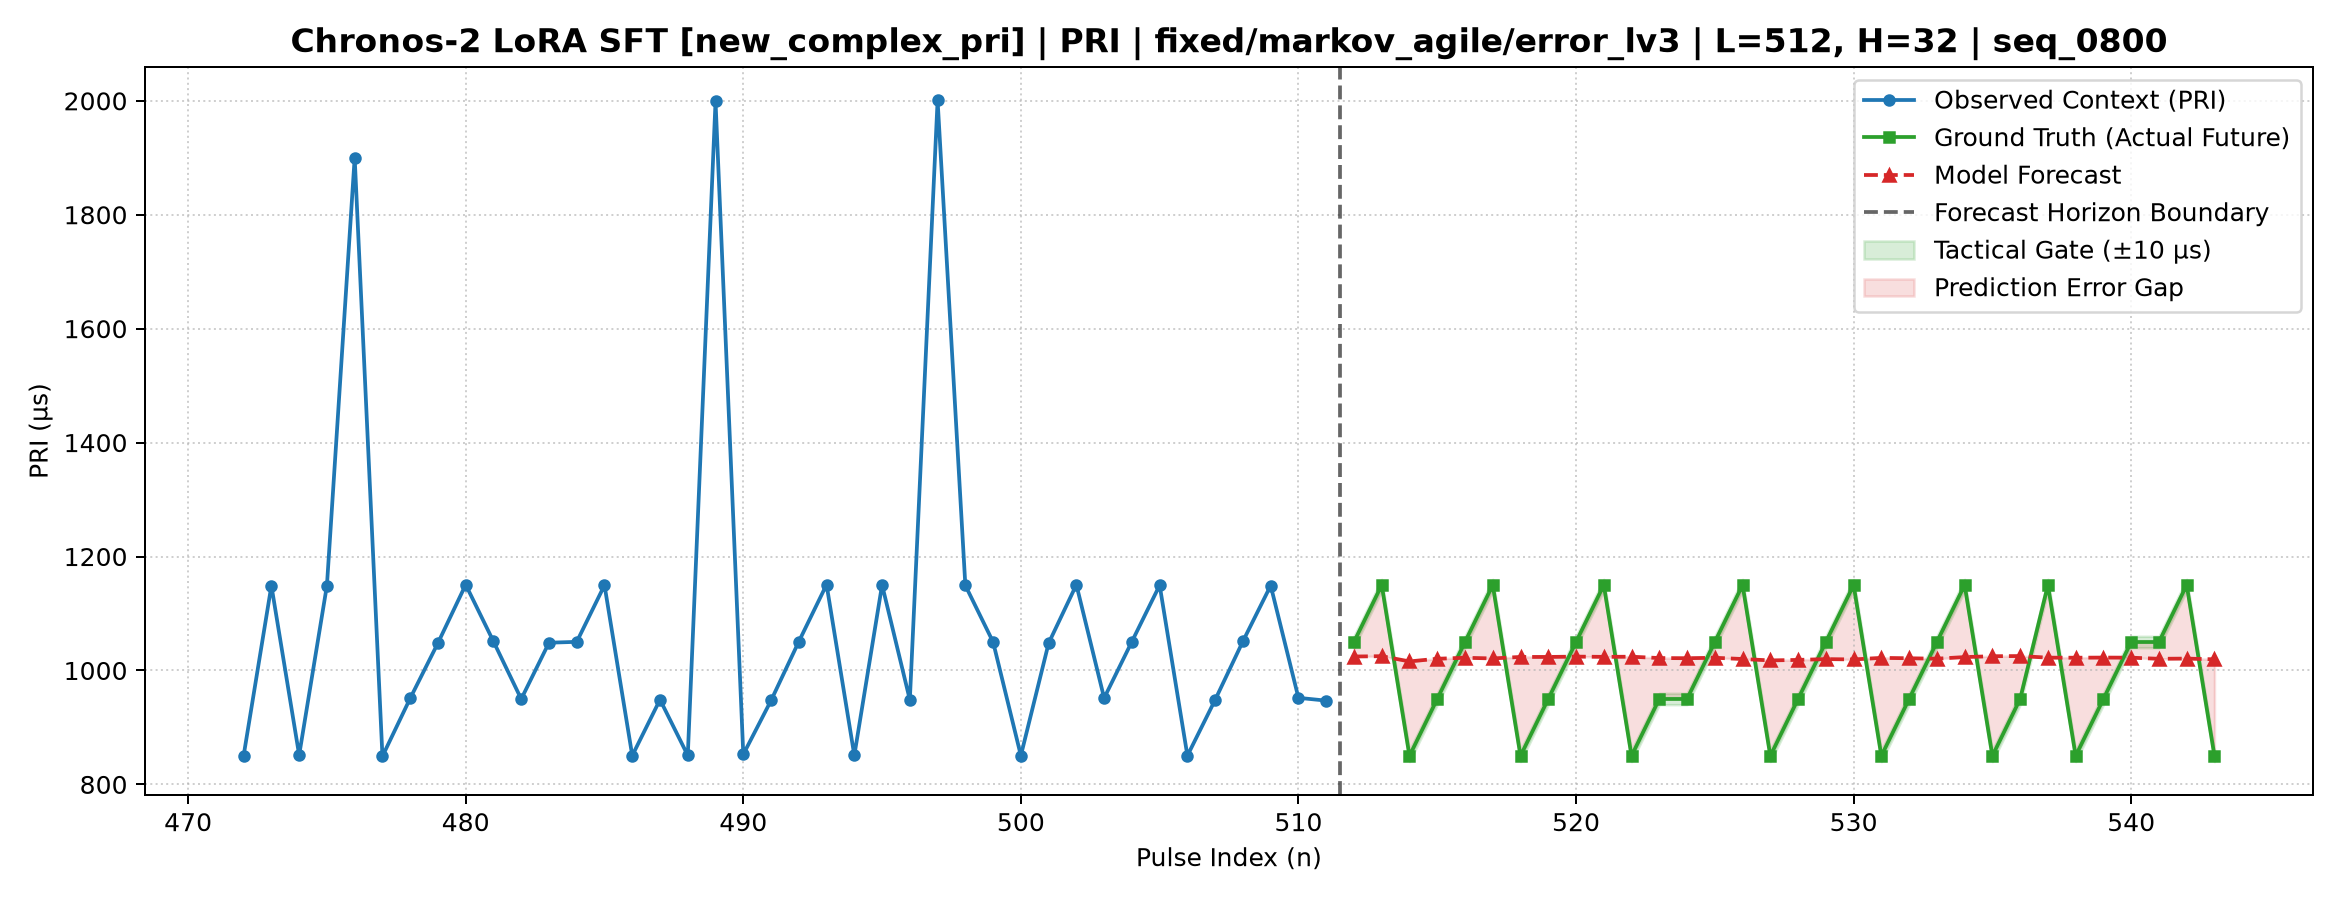 Chronos-2 LoRA SFT [new_complex_pri] | PRI | fixed/markov_agile/error_lv3 | L=512, H=32 | seq_0800
Observed Context (PRI)
Ground Truth (Actual Future)
Model Forecast
Forecast Horizon Boundary
Tactical Gate (±10 μs)
Prediction Error Gap
PRI (μs)
2000
1800
1600
1400
1200
1000
800
470 480 490 500 510 520 530 540
Pulse Index (n)